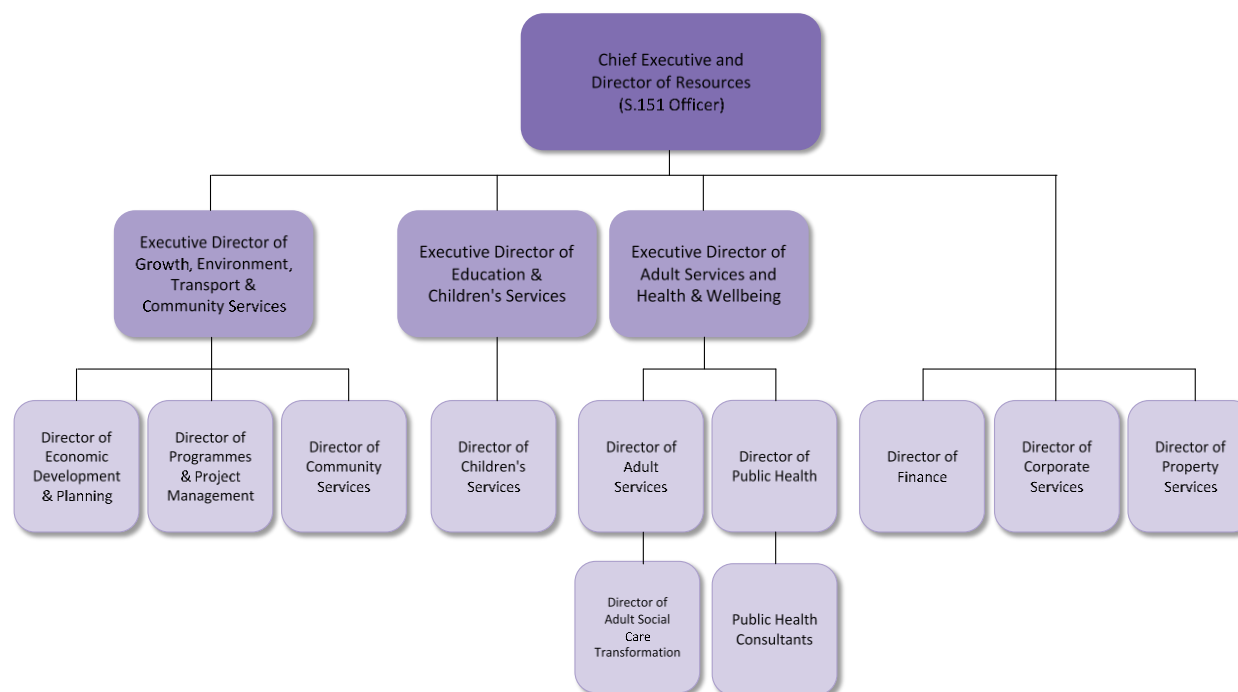 Chief Executive and
Director of Resources
(S.151 Officer)
Executive Director of
Growth, Environment,
Transport &
Community Services
Executive Director of
Education &
Children's Services
Executive Director of
Adult Services and
Health & Wellbeing
Director of
Economic
Development
& Planning
Director of
Programmes
& Project
Management
Director of
Community
Services
Director of
Children's
Services
Director of
Adult
Services
Director of
Public Health
Director of
Finance
Director of
Corporate
Services
Director of
Property
Services
Director of
Adult Social
Care
Transformation
Public Health
Consultants